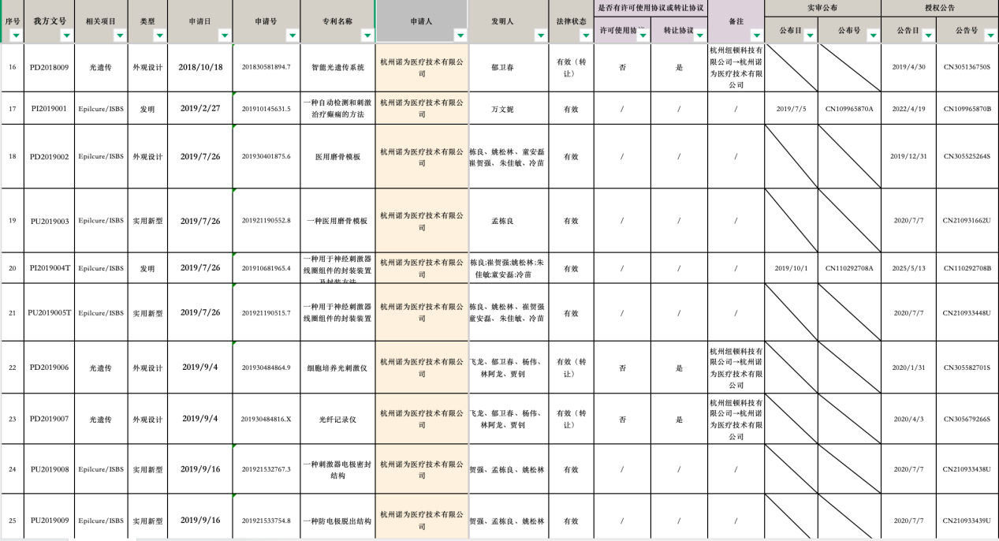 是否有许可使用协议或转让协议 实审公布 授权公告
序号 我方文号 相关项目 类型 申请日 申请号 专利名称 申请人 发明人 法律状态 许可使用协 转让协议 备注 公布日 公布号 公告日 公告号
16 PD2018009 光遗传 外观设计 2018/10/18 201830581894.7 智能光遗传系统 杭州诺为医疗技术有限公
司 郁卫春 有效（转
让） 否 是 杭州纽顿科技有
限公司→杭州诺
为医疗技术有限
公司 2019/4/30 CN305136750S
17 PI2019001 Epilcure/ISBS 发明 2019/2/27 201910145631.5 一种自动检测和刺激
治疗癫痫的方法 杭州诺为医疗技术有限公
司 万文妮 有效 / / / 2019/7/5 CN109965870A 2022/4/19 CN109965870B
18 PD2019002 Epilcure/ISBS 外观设计 2019/7/26 201930401875.6 医用磨骨模板 杭州诺为医疗技术有限公
司 栋良、姚松林、童安磊
崔贺强、朱佳敏、冷苗 有效 / / / 2019/12/31 CN305525264S
19 PU2019003 Epilcure/ISBS 实用新型 2019/7/26 201921190552.8 一种医用磨骨模板 杭州诺为医疗技术有限公
司 孟栋良 有效 / / / 2020/7/7 CN210931662U
20 PI2019004T Epilcure/ISBS 发明 2019/7/26 201910681965.4 一种用于神经刺激器
线圈组件的封装装置
及封装方法 杭州诺为医疗技术有限公
司 栋良;崔贺强;姚松林;朱
佳敏;童安磊;冷苗 有效 / / / 2019/10/1 CN110292708A 2025/5/13 CN110292708B
21 PU2019005T Epilcure/ISBS 实用新型 2019/7/26 201921190515.7 一种用于神经刺激器
线圈组件的封装装置 杭州诺为医疗技术有限公
司 栋良、姚松林、崔贺强
童安磊、朱佳敏、冷苗 有效 / / / 2020/7/7 CN210933448U
22 PD2019006 光遗传 外观设计 2019/9/4 201930484864.9 细胞培养光刺激仪 杭州诺为医疗技术有限公
司 飞龙、郁卫春、杨伟、
林阿龙、贾钊 有效（转
让） 否 是 杭州纽顿科技有
限公司→杭州诺
为医疗技术有限
公司 2020/1/31 CN305582701S
23 PD2019007 光遗传 外观设计 2019/9/4 201930484816.X 光纤记录仪 杭州诺为医疗技术有限公
司 飞龙、郁卫春、杨伟、
林阿龙、贾钊 有效（转
让） 否 是 杭州纽顿科技有
限公司→杭州诺
为医疗技术有限
公司 2020/4/3 CN305679266S
24 PU2019008 Epilcure/ISBS 实用新型 2019/9/16 201921532767.3 一种刺激器电极密封
结构 杭州诺为医疗技术有限公
司 贺强、孟栋良、姚松林 有效 / / / 2020/7/7 CN210933438U
25 PU2019009 Epilcure/ISBS 实用新型 2019/9/16 201921533754.8 一种防电极脱出结构 杭州诺为医疗技术有限公
司 贺强、孟栋良、姚松林 有效 / / / 2020/7/7 CN210933439U